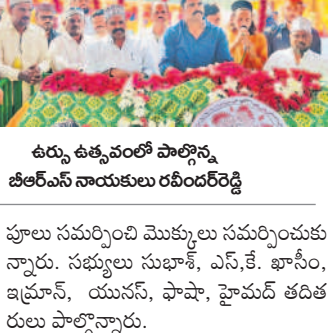 ఉర్సు ఉత్సవంలో పాల్గొన్న
బీఆర్ఎస్ నాయకులు రవీందర్‌రెడ్డి
పూలు సమర్పించి మొక్కులు సమర్పించుకు
న్నారు. సభ్యులు సుభాశ్, ఎస్,కే. ఖాసీం,
ఇమ్రాన్, యునస్, ఫాషా, హైమద్ తదిత
రులు పాల్గొన్నారు.